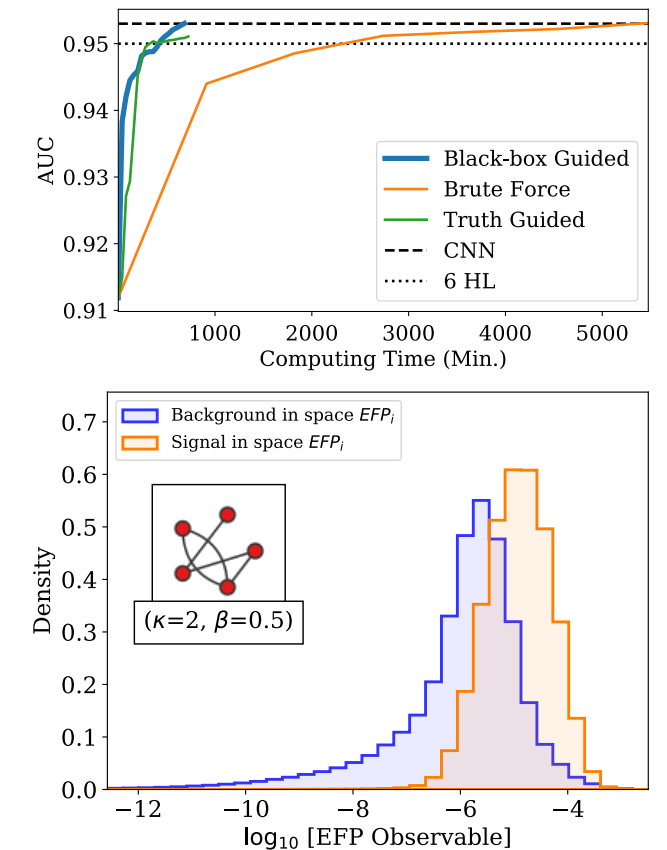 0.95
0.94
0.93
0.92
0.91
AUC
Black-box Guided
Brute Force
Truth Guided
CNN
6 HL
1000 2000 3000 4000 5000
Computing Time (Min.)
0.7
0.6
0.5
0.4
0.3
0.2
0.1
0.0
Density
Background in space EFPᵢ
Signal in space EFPᵢ
(κ=2, β=0.5)
−12 −10 −8 −6 −4
log₁₀ [EFP Observable]